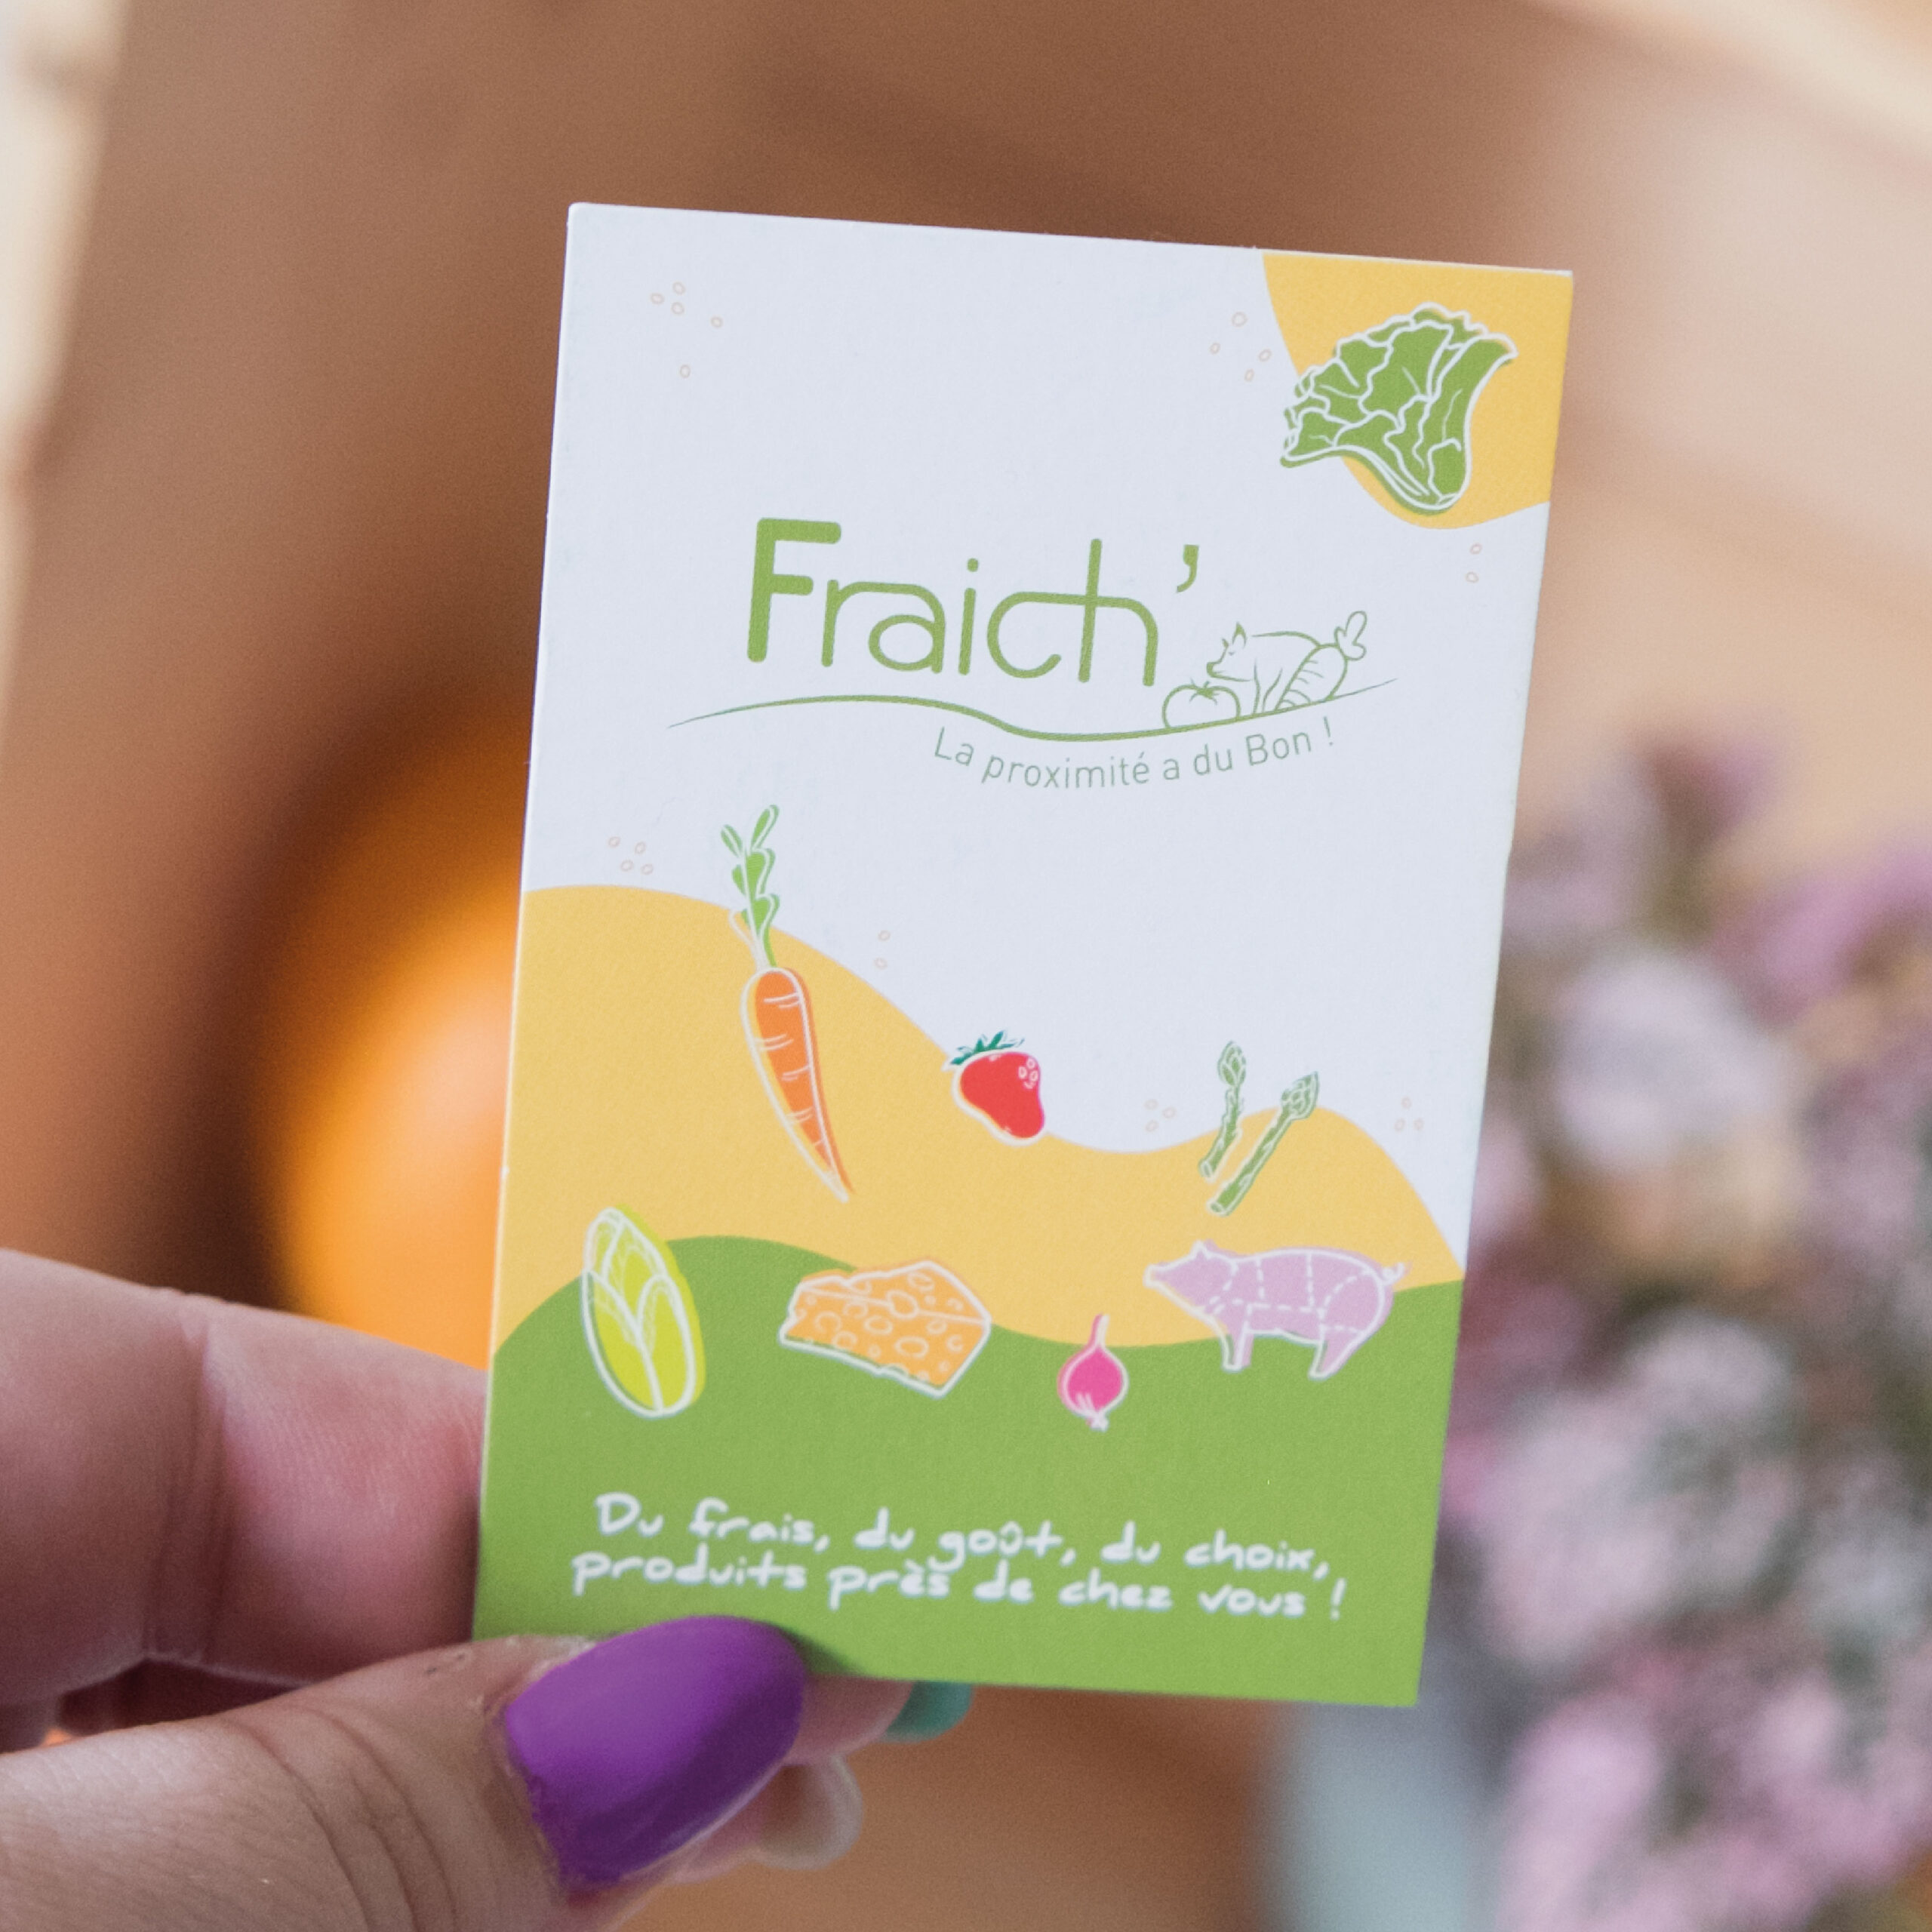 Fraich'
La proximité a du Bon !
Du frais, du goût, du choix,
produits près de chez vous !